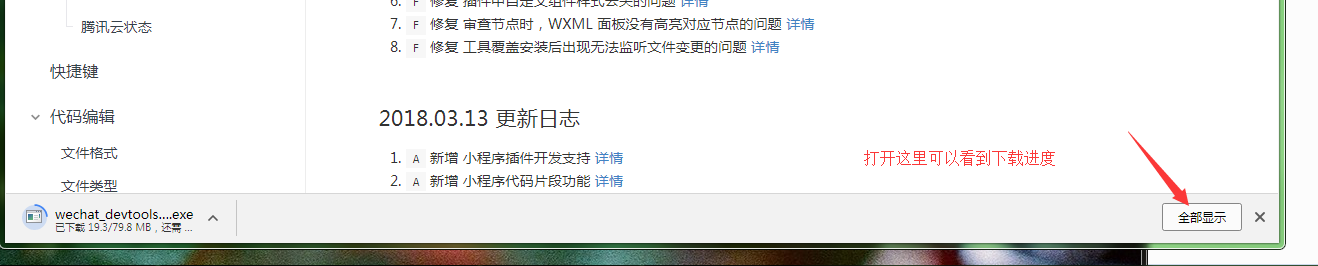 6. F 修复 插件中自定义组件样式丢失的问题 详情
腾讯云状态
7. F 修复 审查节点时，WXML 面板没有高亮对应节点的问题 详情
8. F 修复 工具覆盖安装后出现无法监听文件变更的问题 详情
快捷键
代码编辑
2018.03.13 更新日志
文件格式
1. A 新增 小程序插件开发支持 详情
打开这里可以看到下载进度
文件类型
2. A 新增 小程序代码片段功能 详情
wechat_devtools....exe
已下载 19.3/79.8 MB，还需 ...
全部显示